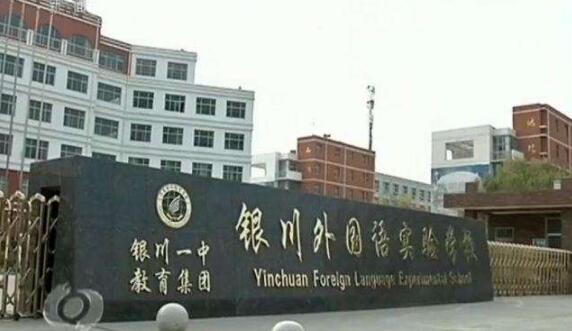 银川外国语实验学校
Yinchuan Foreign Language Experimental School
银川一中
教育集团